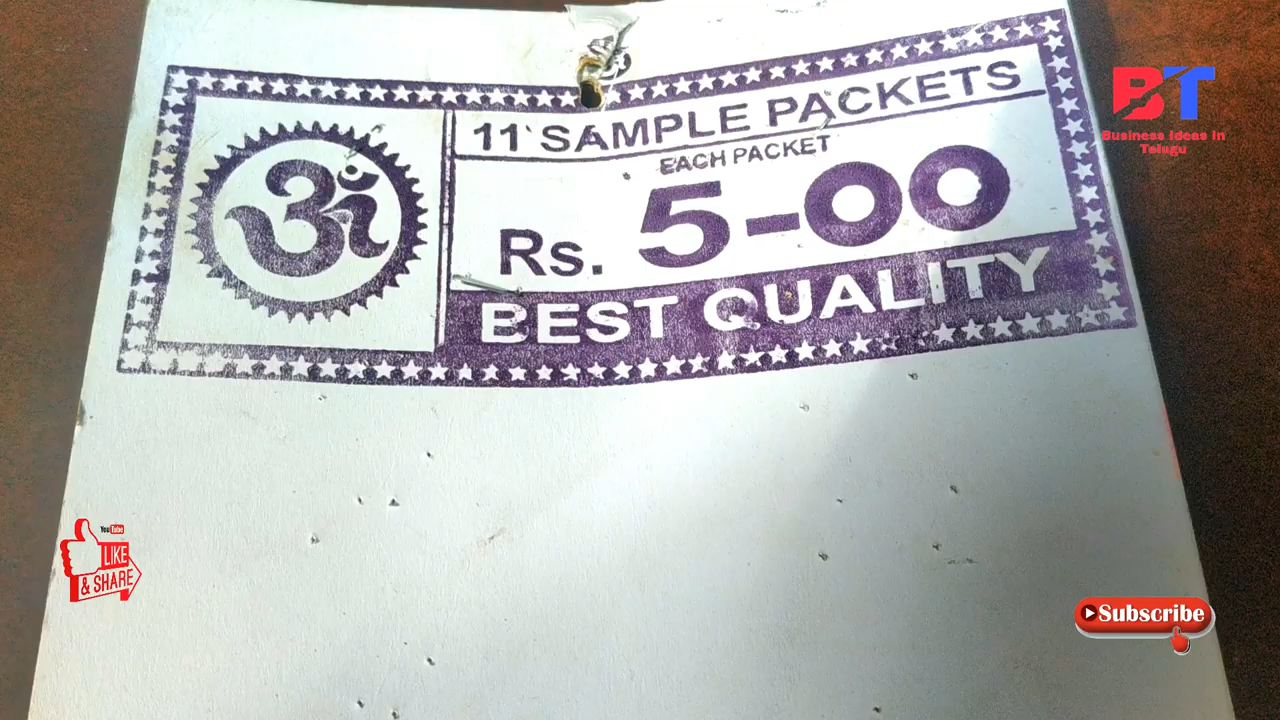 11 SAMPLE PACKETS
EACH PACKET
Rs. 5-00
BEST QUALITY
ॐ
BT
Business Ideas In
Telugu
YouTube
LIKE
& SHARE
Subscribe